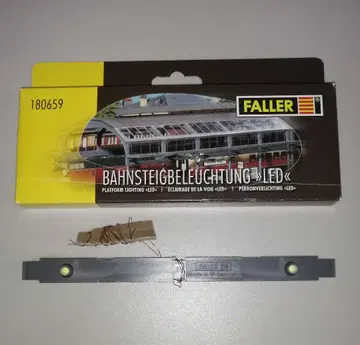 180659
FALLER
BAHNSTEIGBELEUCHTUNG »LED«
PLATFORM LIGHTING «LED» | ÉCLAIRAGE DE LA VOIE «LED» | PERRONVERLICHTING «LED»